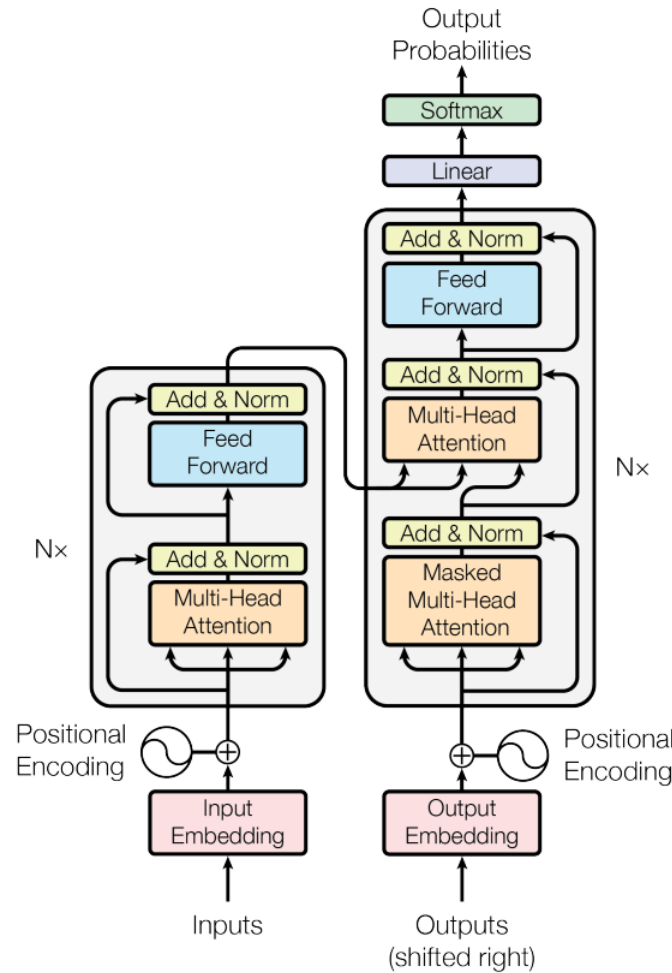 Output
Probabilities
Softmax
Linear
Add & Norm
Feed
Forward
Add & Norm
Multi-Head
Attention
Add & Norm
Masked
Multi-Head
Attention
N×
Positional
Encoding
Output
Embedding
Outputs
(shifted right)
Add & Norm
Feed
Forward
Add & Norm
Multi-Head
Attention
N×
Positional
Encoding
Input
Embedding
Inputs